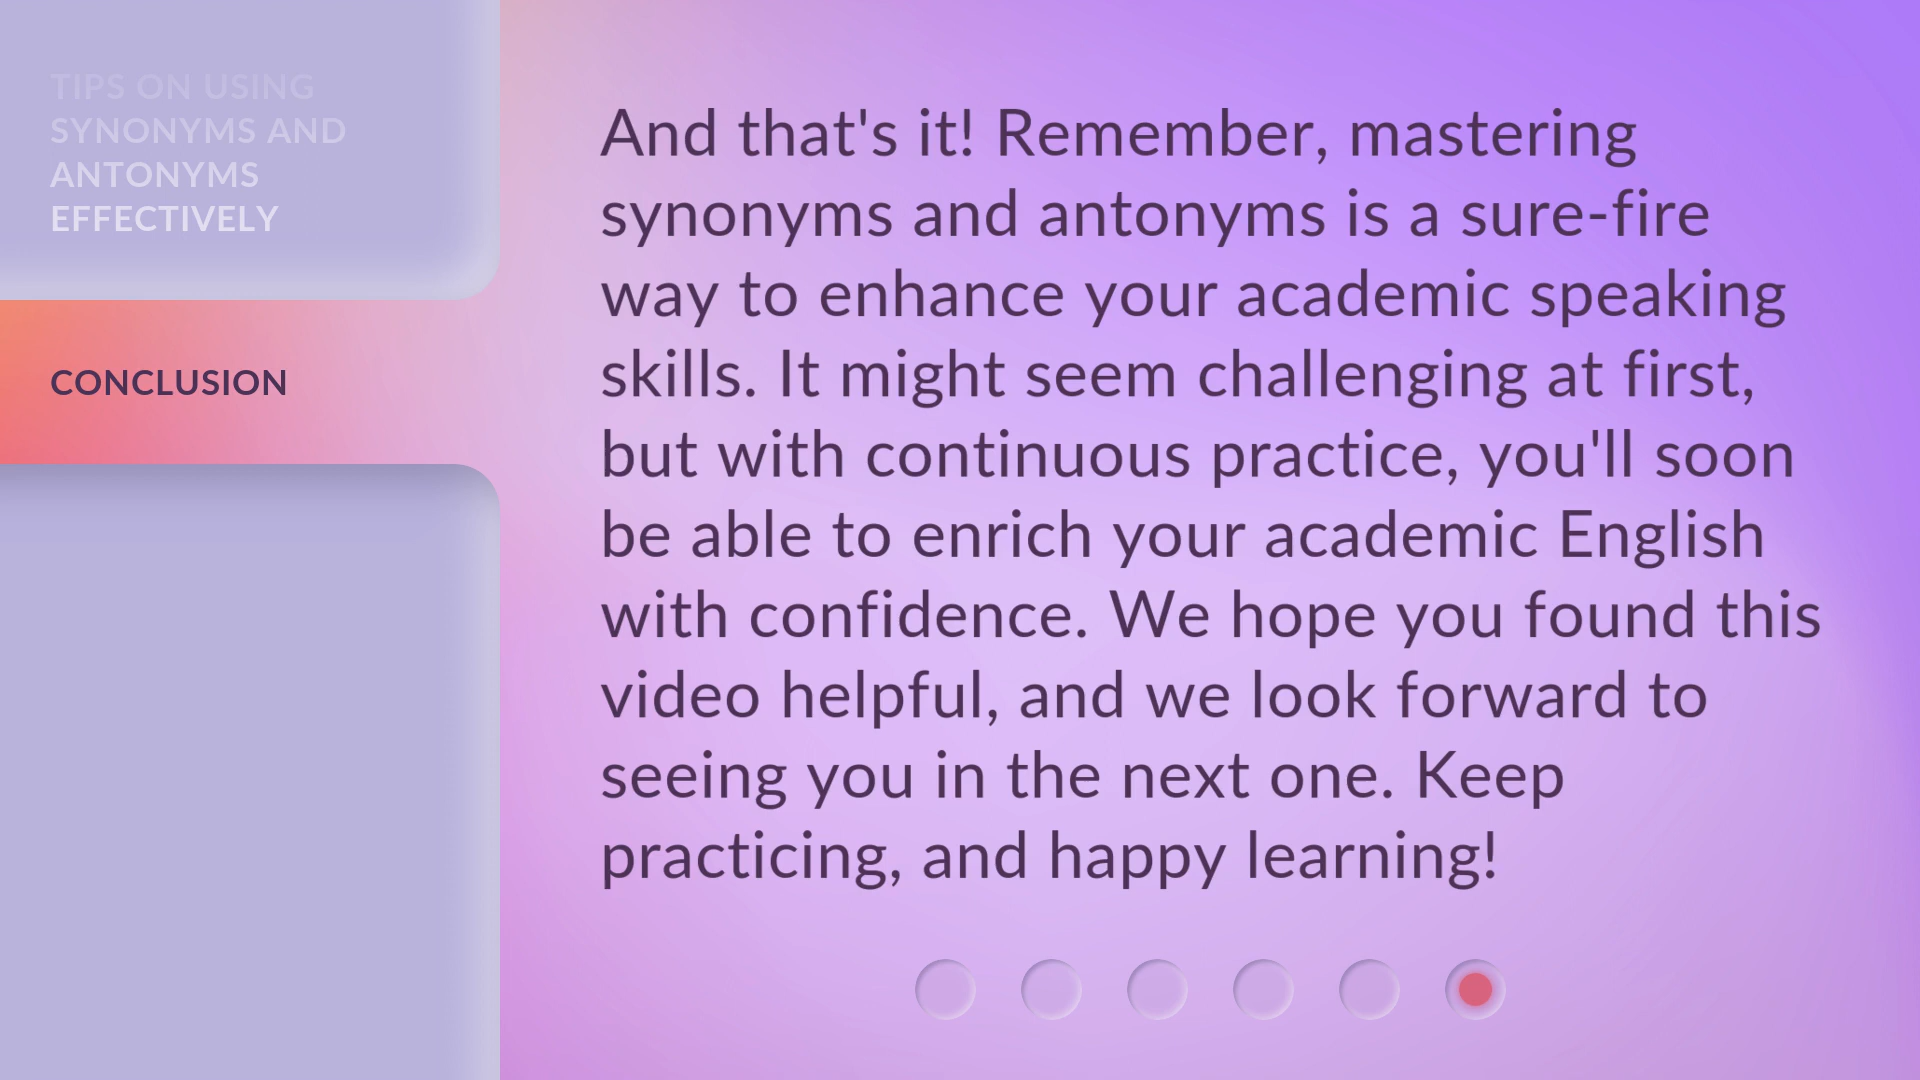 TIPS ON USING
SYNONYMS AND
ANTONYMS
EFFECTIVELY
CONCLUSION
And that's it! Remember, mastering
synonyms and antonyms is a sure-fire
way to enhance your academic speaking
skills. It might seem challenging at first,
but with continuous practice, you'll soon
be able to enrich your academic English
with confidence. We hope you found this
video helpful, and we look forward to
seeing you in the next one. Keep
practicing, and happy learning!